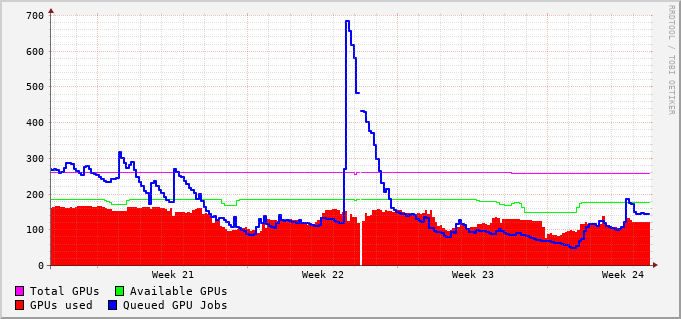 700
600
500
400
300
200
100
0
Week 21 Week 22 Week 23 Week 24
Total GPUs Available GPUs
GPUs used Queued GPU Jobs
RRDTOOL / TOBI OETIKER